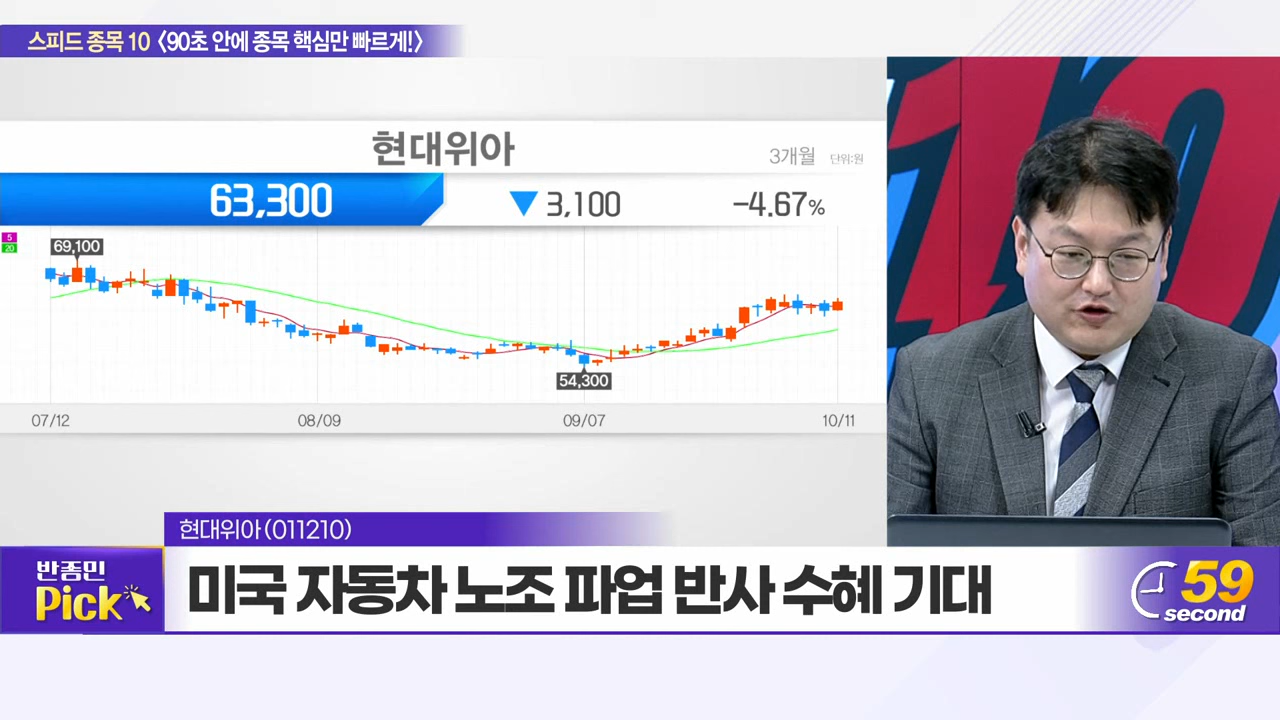 스피드 종목 10 〈90초 안에 종목 핵심만 빠르게!〉
현대위아
3개월 단위:원
63,300 ▼ 3,100 -4.67%
5
20
69,100
54,300
07/12 08/09 09/07 10/11
10
현대위아(011210)
반종민
Pick
미국 자동차 노조 파업 반사 수혜 기대
59
second